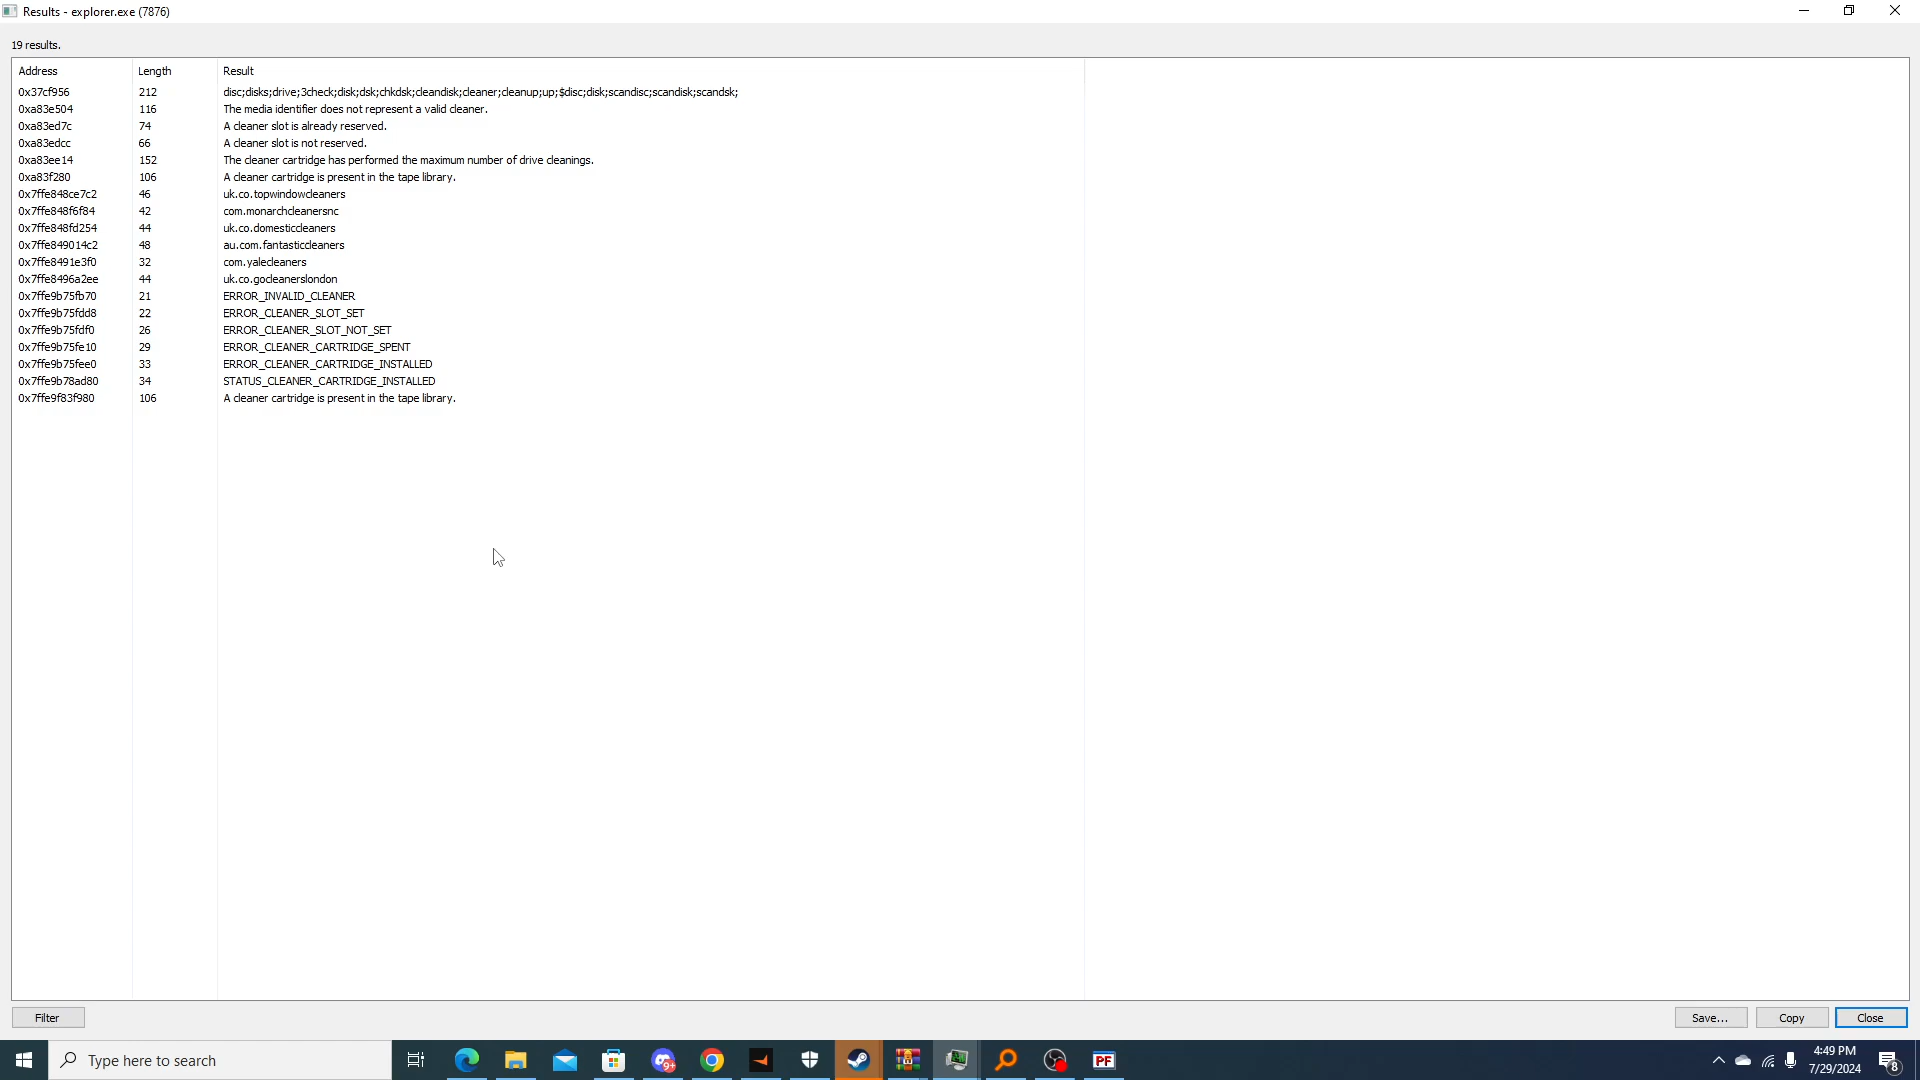 Results - explorer.exe (7876)
19 results.
Address Length Result
0x37cf956 212 disc;disks;drive;3check;disk;dsk;chkdsk;cleandisk;cleaner;cleanup;up;$disc;disk;scandisc;scandisk;scandsk;
0xa83e504 116 The media identifier does not represent a valid cleaner.
0xa83ed7c 74 A cleaner slot is already reserved.
0xa83edcc 66 A cleaner slot is not reserved.
0xa83ee14 152 The cleaner cartridge has performed the maximum number of drive cleanings.
0xa83f280 106 A cleaner cartridge is present in the tape library.
0x7ffe848ce7c2 46 uk.co.topwindowcleaners
0x7ffe848f6f84 42 com.monarchcleanersnc
0x7ffe848fd254 44 uk.co.domesticcleaners
0x7ffe849014c2 48 au.com.fantasticcleaners
0x7ffe8491e3f0 32 com.yalecleaners
0x7ffe8496a2ee 44 uk.co.gocleanerslondon
0x7ffe9b75fb70 21 ERROR_INVALID_CLEANER
0x7ffe9b75fdd8 22 ERROR_CLEANER_SLOT_SET
0x7ffe9b75fdf0 26 ERROR_CLEANER_SLOT_NOT_SET
0x7ffe9b75fe10 29 ERROR_CLEANER_CARTRIDGE_SPENT
0x7ffe9b75fee0 33 ERROR_CLEANER_CARTRIDGE_INSTALLED
0x7ffe9b78ad80 34 STATUS_CLEANER_CARTRIDGE_INSTALLED
0x7ffe9f83f980 106 A cleaner cartridge is present in the tape library.
Filter Save... Copy Close
Type here to search 9+ PF 4:49 PM
7/29/2024 8